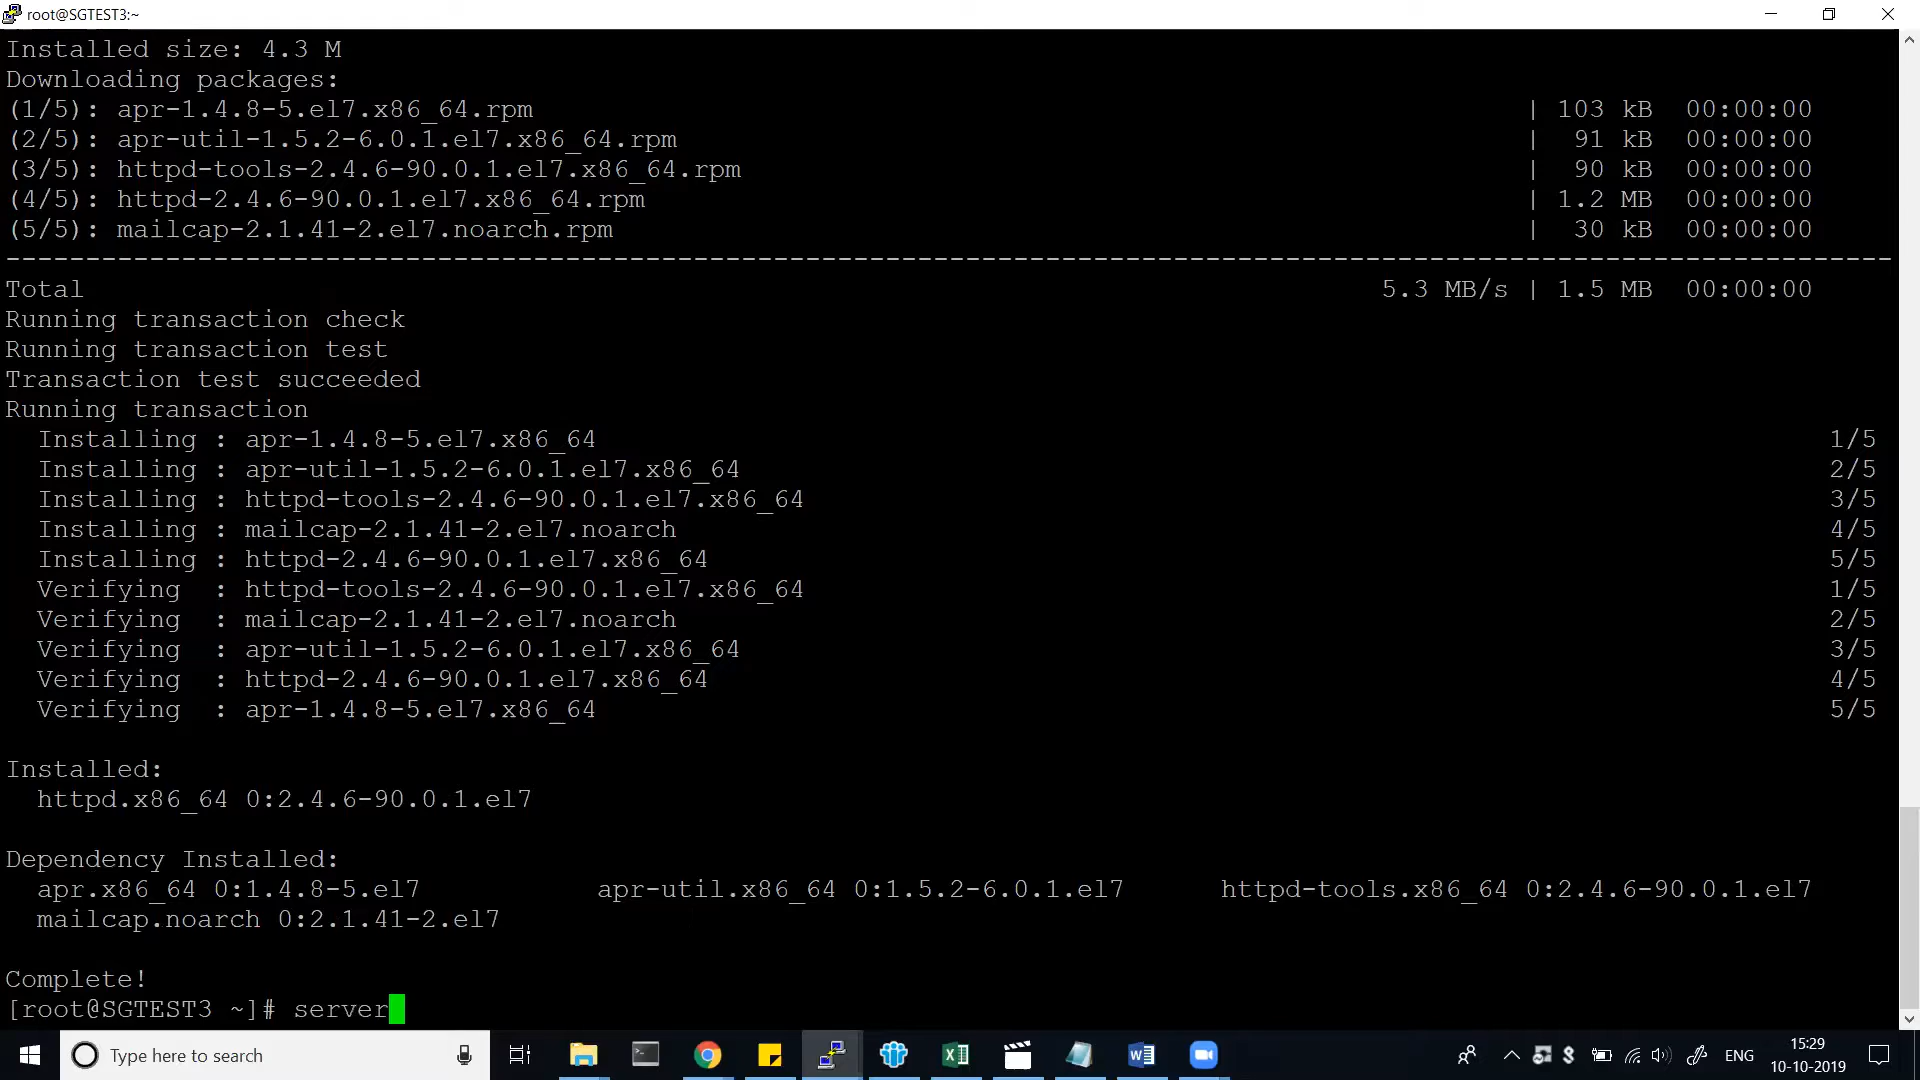 root@SGTEST3:~
Installed size: 4.3 M
Downloading packages:
(1/5): apr-1.4.8-5.el7.x86_64.rpm | 103 kB 00:00:00
(2/5): apr-util-1.5.2-6.0.1.el7.x86_64.rpm | 91 kB 00:00:00
(3/5): httpd-tools-2.4.6-90.0.1.el7.x86_64.rpm | 90 kB 00:00:00
(4/5): httpd-2.4.6-90.0.1.el7.x86_64.rpm | 1.2 MB 00:00:00
(5/5): mailcap-2.1.41-2.el7.noarch.rpm | 30 kB 00:00:00
----------------------------------------------------------------------------------------------------------------------
Total 5.3 MB/s | 1.5 MB 00:00:00
Running transaction check
Running transaction test
Transaction test succeeded
Running transaction
Installing : apr-1.4.8-5.el7.x86_64 1/5
Installing : apr-util-1.5.2-6.0.1.el7.x86_64 2/5
Installing : httpd-tools-2.4.6-90.0.1.el7.x86_64 3/5
Installing : mailcap-2.1.41-2.el7.noarch 4/5
Installing : httpd-2.4.6-90.0.1.el7.x86_64 5/5
Verifying : httpd-tools-2.4.6-90.0.1.el7.x86_64 1/5
Verifying : mailcap-2.1.41-2.el7.noarch 2/5
Verifying : apr-util-1.5.2-6.0.1.el7.x86_64 3/5
Verifying : httpd-2.4.6-90.0.1.el7.x86_64 4/5
Verifying : apr-1.4.8-5.el7.x86_64 5/5
Installed:
httpd.x86_64 0:2.4.6-90.0.1.el7
Dependency Installed:
apr.x86_64 0:1.4.8-5.el7 apr-util.x86_64 0:1.5.2-6.0.1.el7 httpd-tools.x86_64 0:2.4.6-90.0.1.el7
mailcap.noarch 0:2.1.41-2.el7
Complete!
[root@SGTEST3 ~]# server
Type here to search
ENG
15:29
10-10-2019